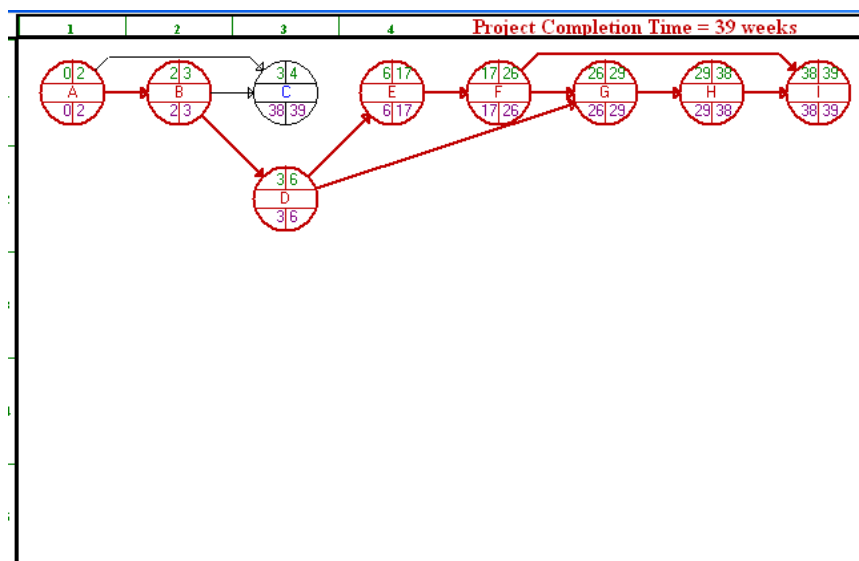 1 2 3 4 Project Completion Time = 39 weeks
0 2 2 3 3 4 6 17 17 26 26 29 29 38 38 39
A B C E F G H I
0 2 2 3 38 39 6 17 17 26 26 29 29 38 38 39
3 6
D
3 6